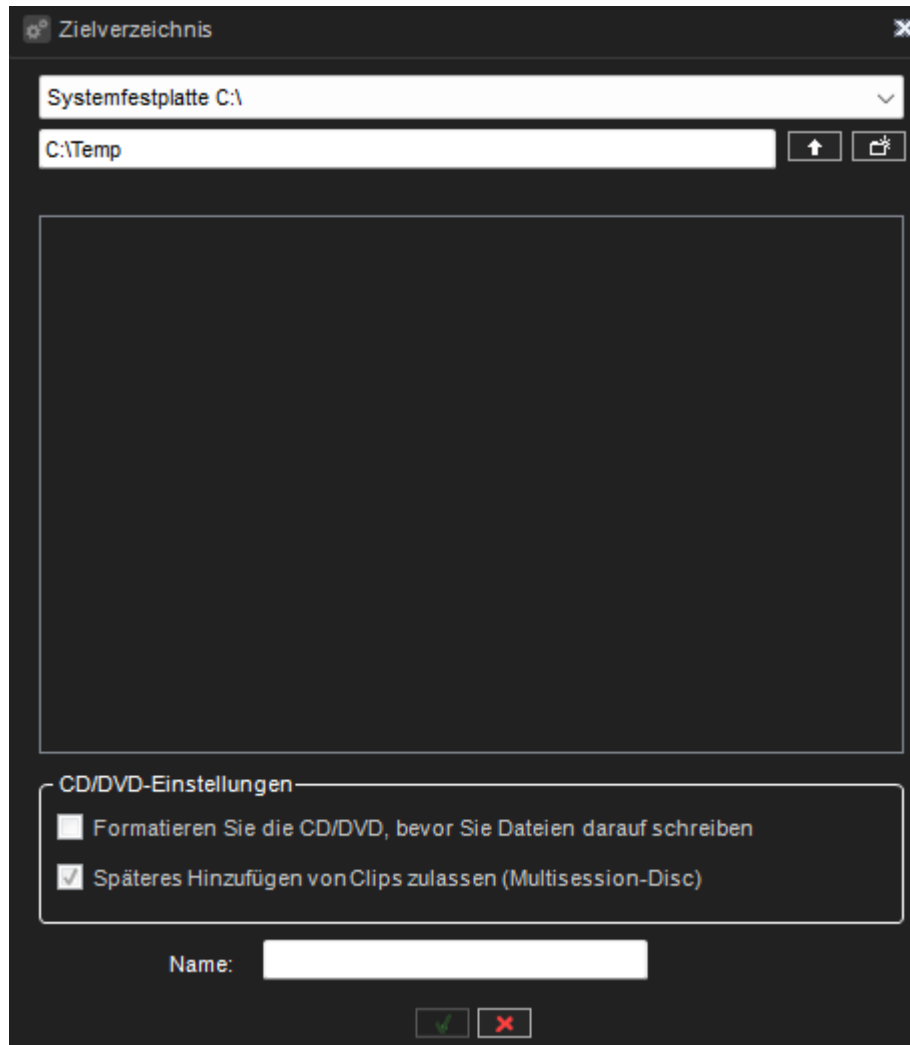 Zielverzeichnis
Systemfestplatte C:\
C:\Temp
CD/DVD-Einstellungen
Formatieren Sie die CD/DVD, bevor Sie Dateien darauf schreiben
Späteres Hinzufügen von Clips zulassen (Multisession-Disc)
Name: